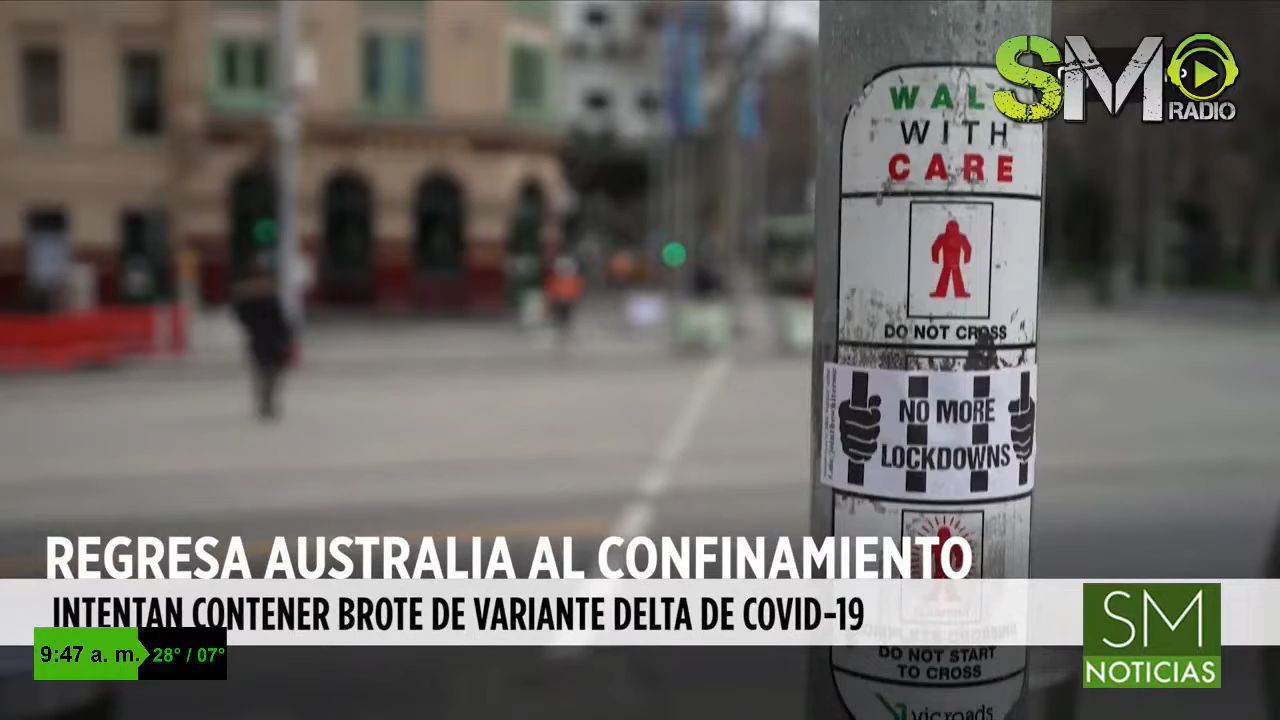 SM
RADIO
WALK
WITH
CARE
DO NOT CROSS
NO MORE
LOCKDOWNS
REGRESA AUSTRALIA AL CONFINAMIENTO
INTENTAN CONTENER BROTE DE VARIANTE DELTA DE COVID-19
9:47 a. m. 28° / 07°
SM
NOTICIAS
DO NOT START
TO CROSS
vicroads